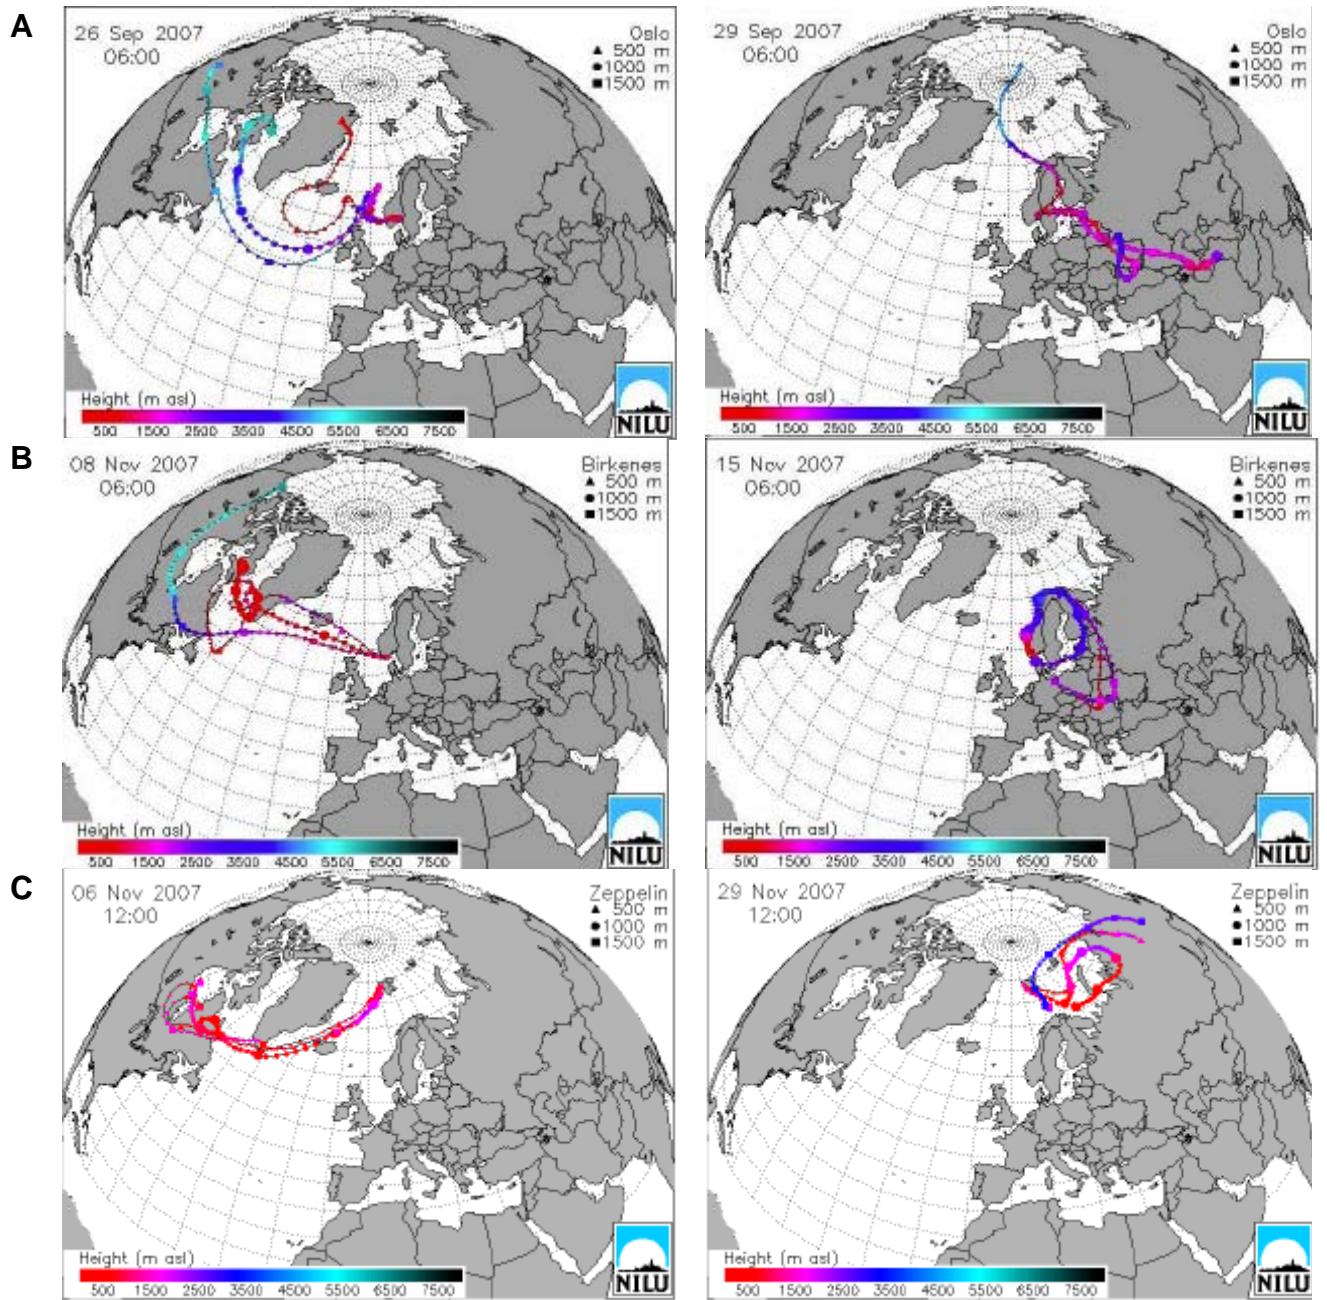 A
26 Sep 2007
06:00
Oslo
▲ 500 m
● 1000 m
■ 1500 m
Height (m asl)
500 1500 2500 3500 4500 5500 6500 7500
NILU
29 Sep 2007
06:00
Oslo
▲ 500 m
● 1000 m
■ 1500 m
Height (m asl)
500 1500 2500 3500 4500 5500 6500 7500
NILU
B
08 Nov 2007
06:00
Birkenes
▲ 500 m
● 1000 m
■ 1500 m
Height (m asl)
500 1500 2500 3500 4500 5500 6500 7500
NILU
15 Nov 2007
06:00
Birkenes
▲ 500 m
● 1000 m
■ 1500 m
Height (m asl)
500 1500 2500 3500 4500 5500 6500 7500
NILU
C
06 Nov 2007
12:00
Zeppelin
▲ 500 m
● 1000 m
■ 1500 m
Height (m asl)
500 1500 2500 3500 4500 5500 6500 7500
NILU
29 Nov 2007
12:00
Zeppelin
▲ 500 m
● 1000 m
■ 1500 m
Height (m asl)
500 1500 2500 3500 4500 5500 6500 7500
NILU